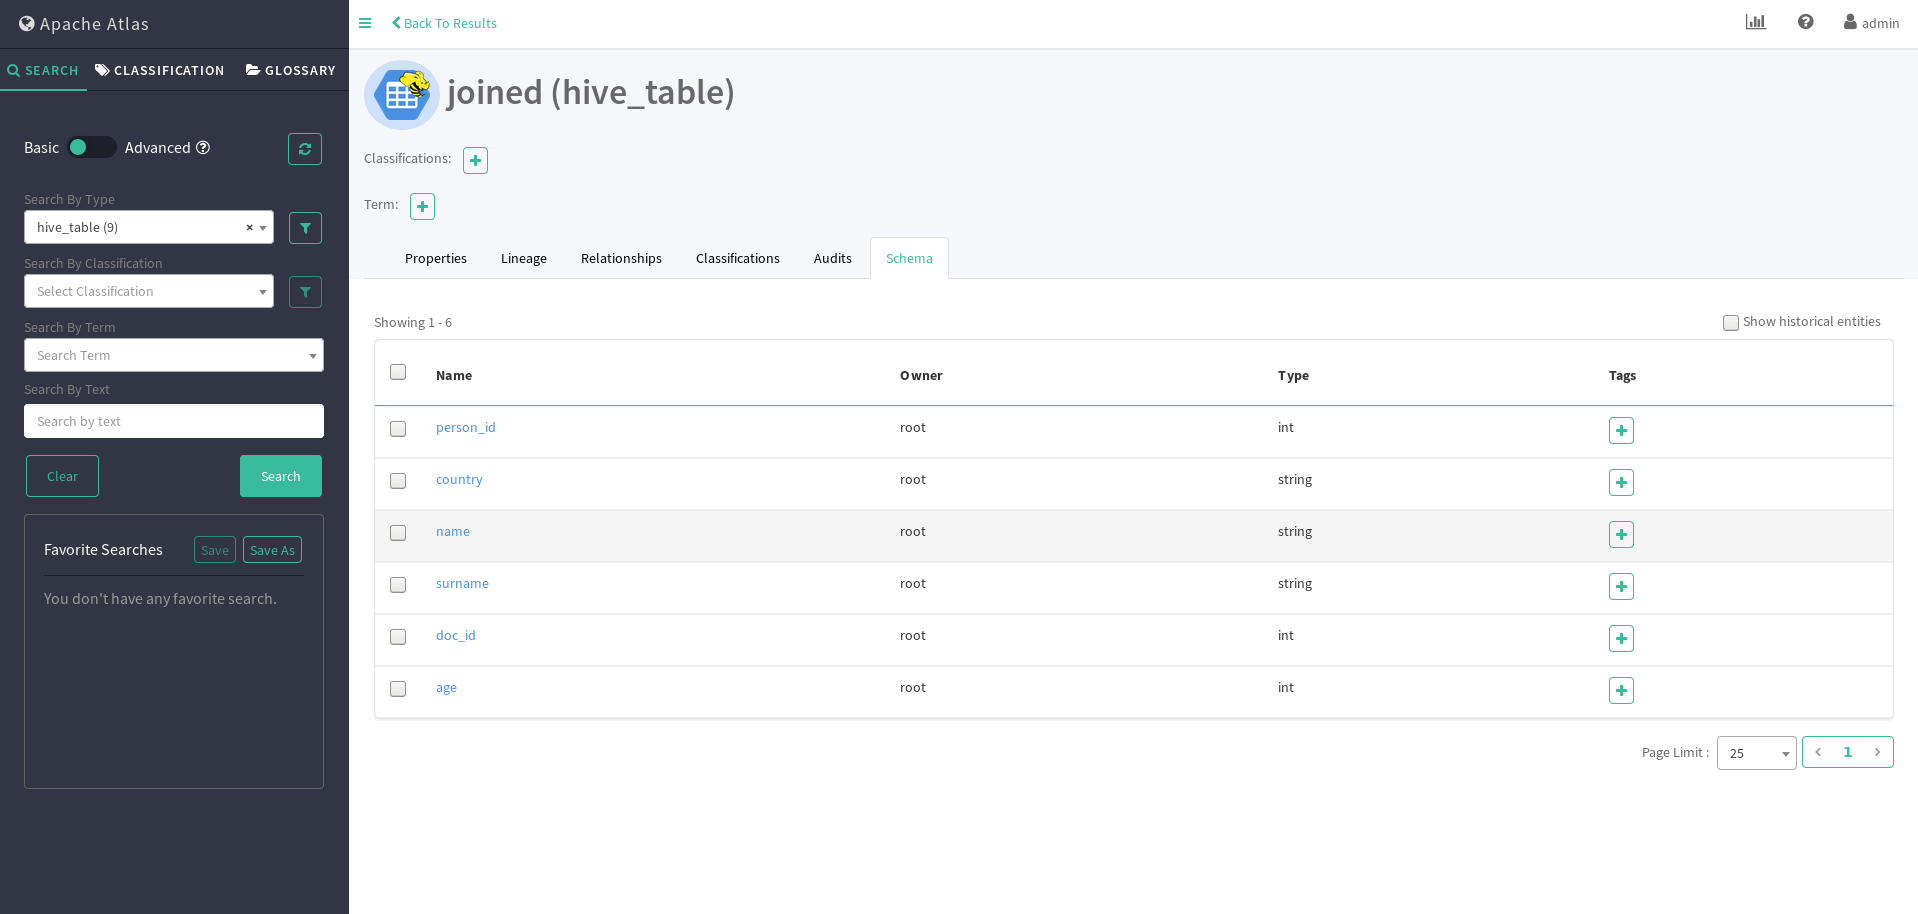 Apache Atlas
SEARCH CLASSIFICATION GLOSSARY
Basic Advanced
Search By Type
hive_table (9) ×
Search By Classification
Select Classification
Search By Term
Search Term
Search By Text
Search by text
Clear Search
Favorite Searches Save Save As
You don't have any favorite search.
Back To Results admin
joined (hive_table)
Classifications:
Term:
Properties Lineage Relationships Classifications Audits Schema
Showing 1 - 6 Show historical entities
Name Owner Type Tags
person_id root int
country root string
name root string
surname root string
doc_id root int
age root int
Page Limit : 25 ‹ 1 ›